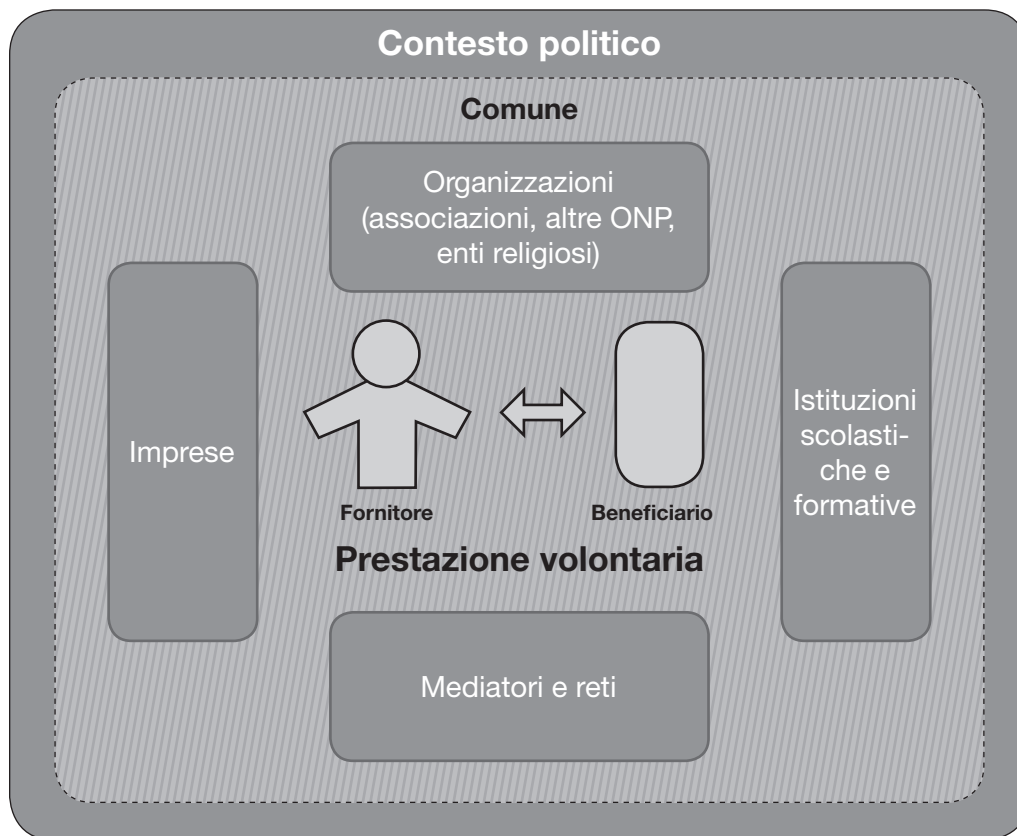 Contesto politico
Comune
Organizzazioni
(associazioni, altre ONP,
enti religiosi)
Imprese
Istituzioni
scolasti-
che e
formative
Fornitore
Beneficiario
Prestazione volontaria
Mediatori e reti